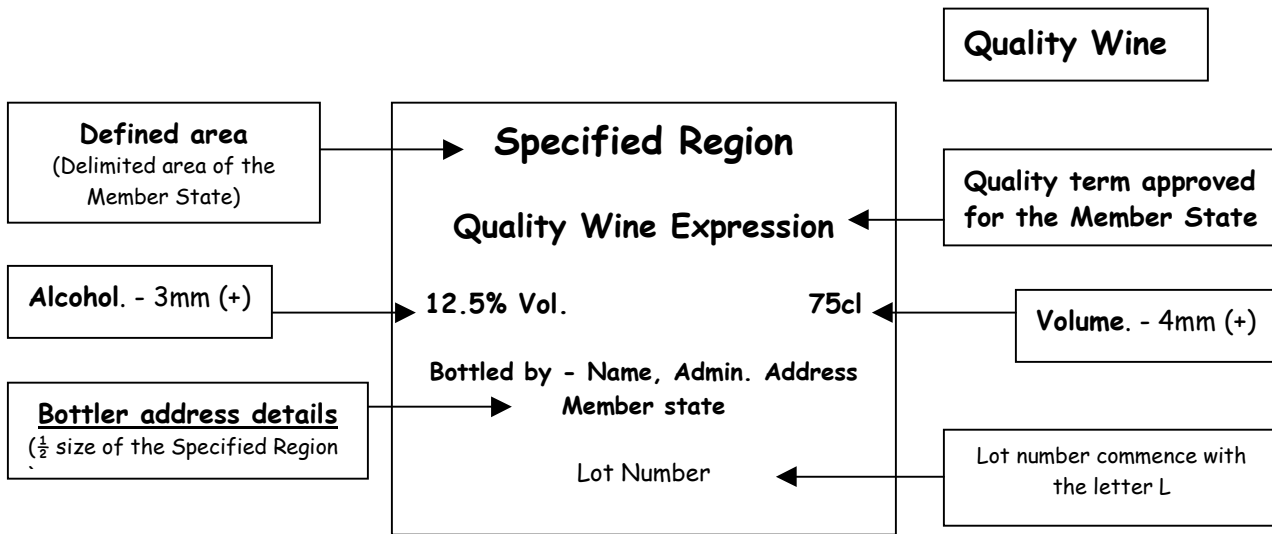 Quality Wine
Defined area
(Delimited area of the
Member State)
Specified Region
Quality term approved
for the Member State
Quality Wine Expression
Alcohol. - 3mm (+)
12.5% Vol.
75cl
Volume. - 4mm (+)
Bottled by - Name, Admin. Address
Member state
Bottler address details
(½ size of the Specified Region
Lot Number
Lot number commence with
the letter L